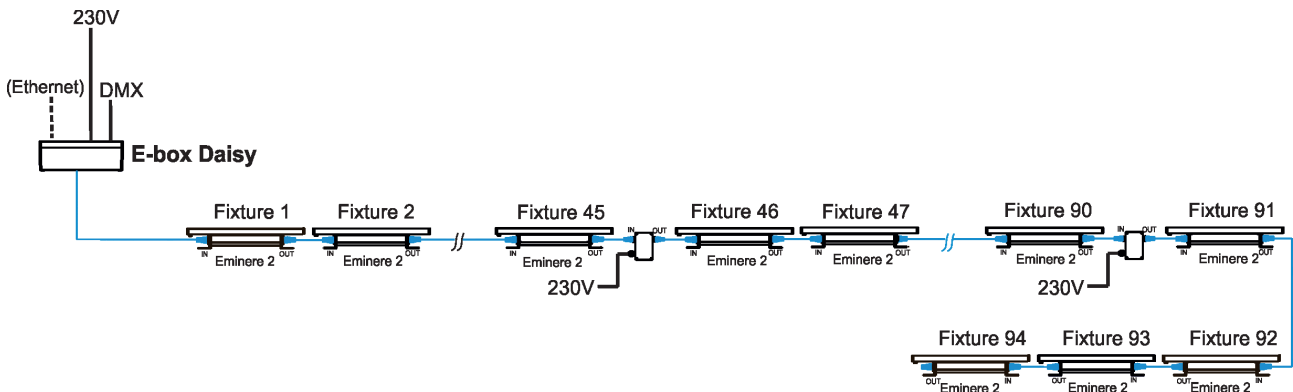 230V
(Ethernet)
DMX
E-box Daisy
Fixture 1
Fixture 2
Fixture 45
Fixture 46
Fixture 47
Fixture 90
Fixture 91
IN OUT
IN OUT
IN OUT
IN OUT
IN OUT
IN OUT
IN OUT
IN OUT
IN OUT
Eminere 2
Eminere 2
Eminere 2
Eminere 2
Eminere 2
Eminere 2
Eminere 2
230V
230V
Fixture 94
Fixture 93
Fixture 92
OUT IN
OUT IN
OUT IN
Eminere 2
Eminere 2
Eminere 2